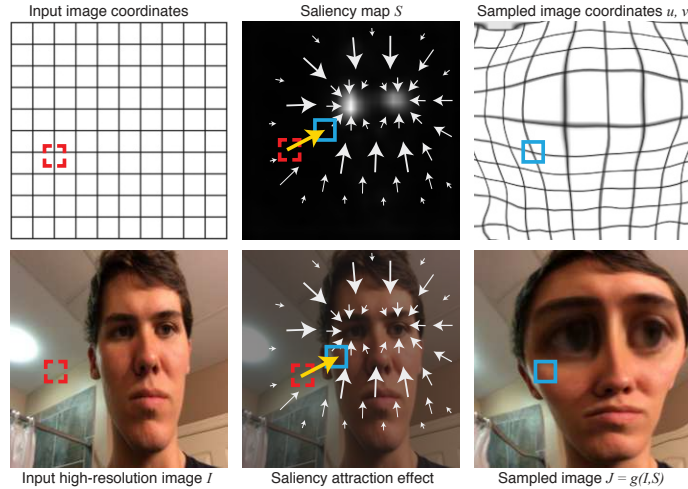 Input image coordinates
Saliency map S
Sampled image coordinates u, v
Input high-resolution image I
Saliency attraction effect
Sampled image J = g(I,S)